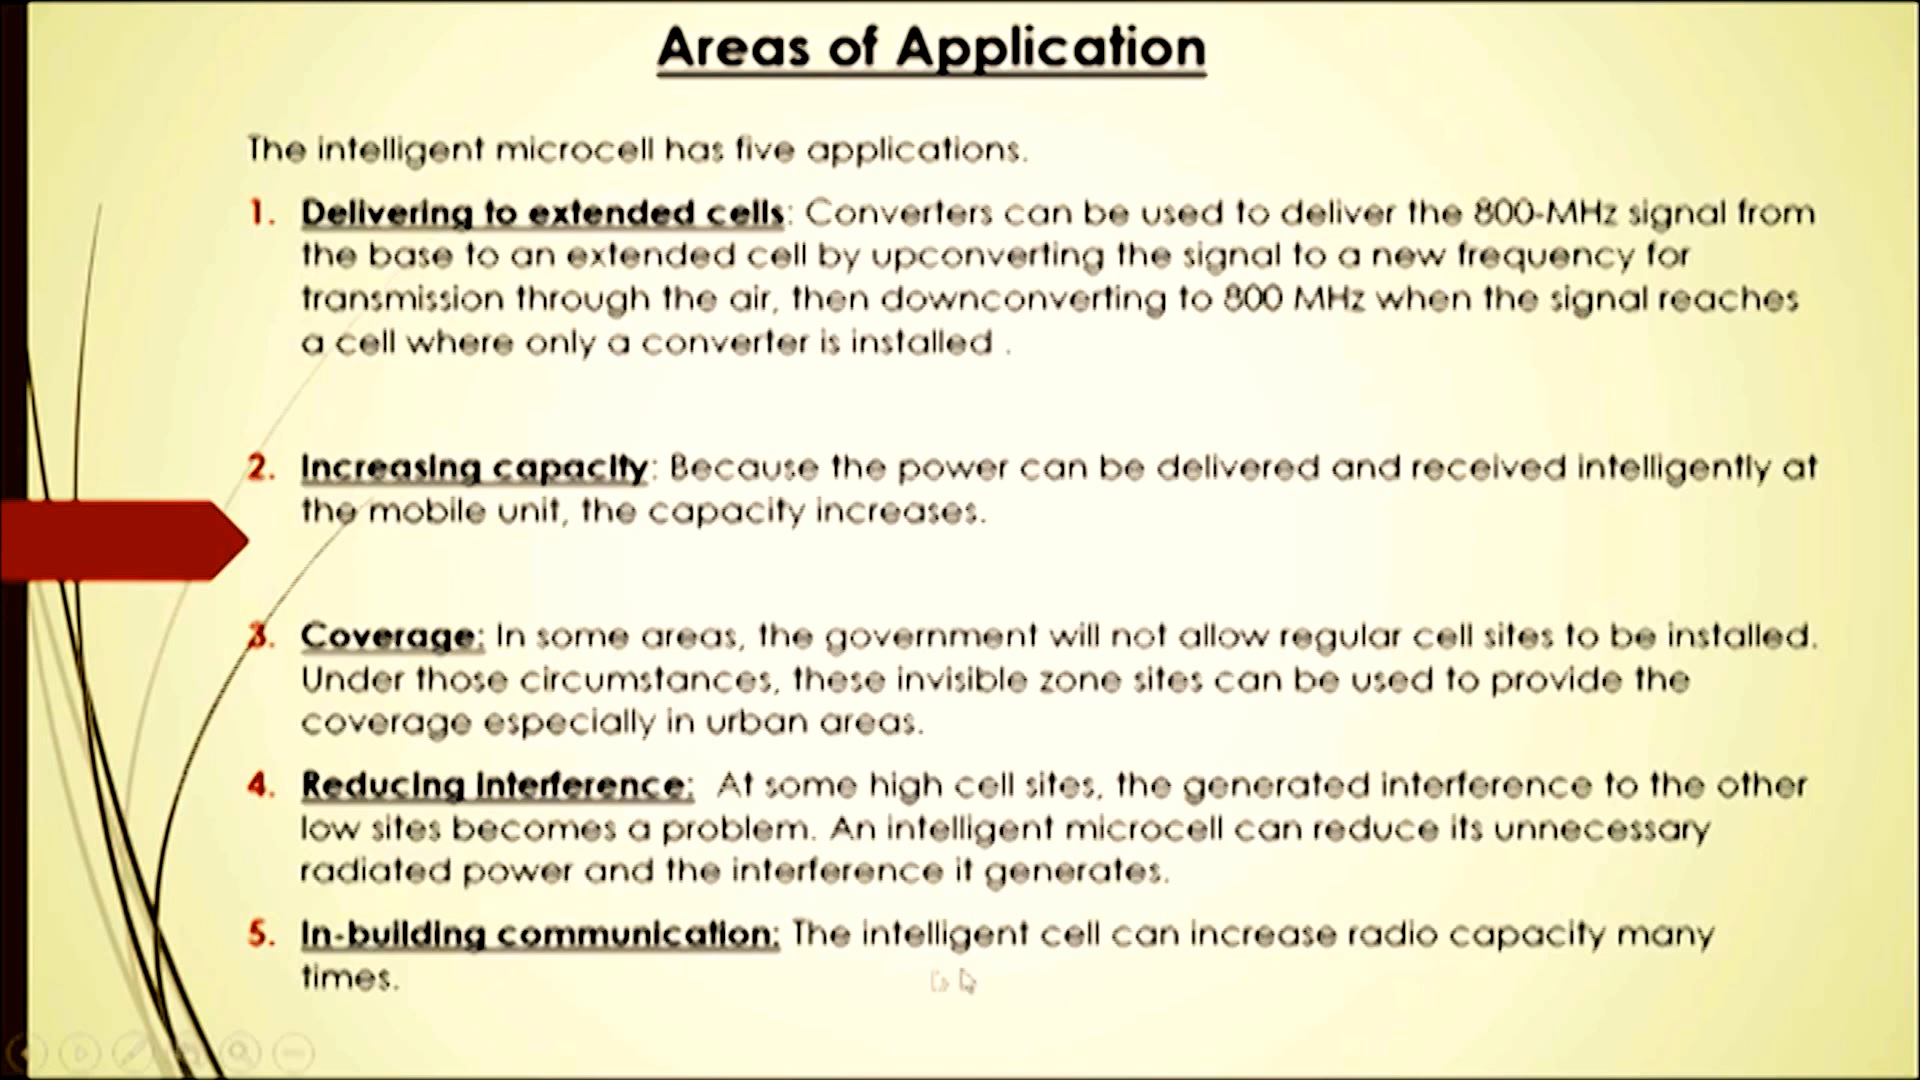 Areas of Application
The intelligent microcell has five applications.
1. Delivering to extended cells: Converters can be used to deliver the 800-MHz signal from
the base to an extended cell by upconverting the signal to a new frequency for
transmission through the air, then downconverting to 800 MHz when the signal reaches
a cell where only a converter is installed .
2. Increasing capacity: Because the power can be delivered and received intelligently at
the mobile unit, the capacity increases.
3. Coverage: In some areas, the government will not allow regular cell sites to be installed.
Under those circumstances, these invisible zone sites can be used to provide the
coverage especially in urban areas.
4. Reducing Interference: At some high cell sites, the generated interference to the other
low sites becomes a problem. An intelligent microcell can reduce its unnecessary
radiated power and the interference it generates.
5. In-building communication: The intelligent cell can increase radio capacity many
times.